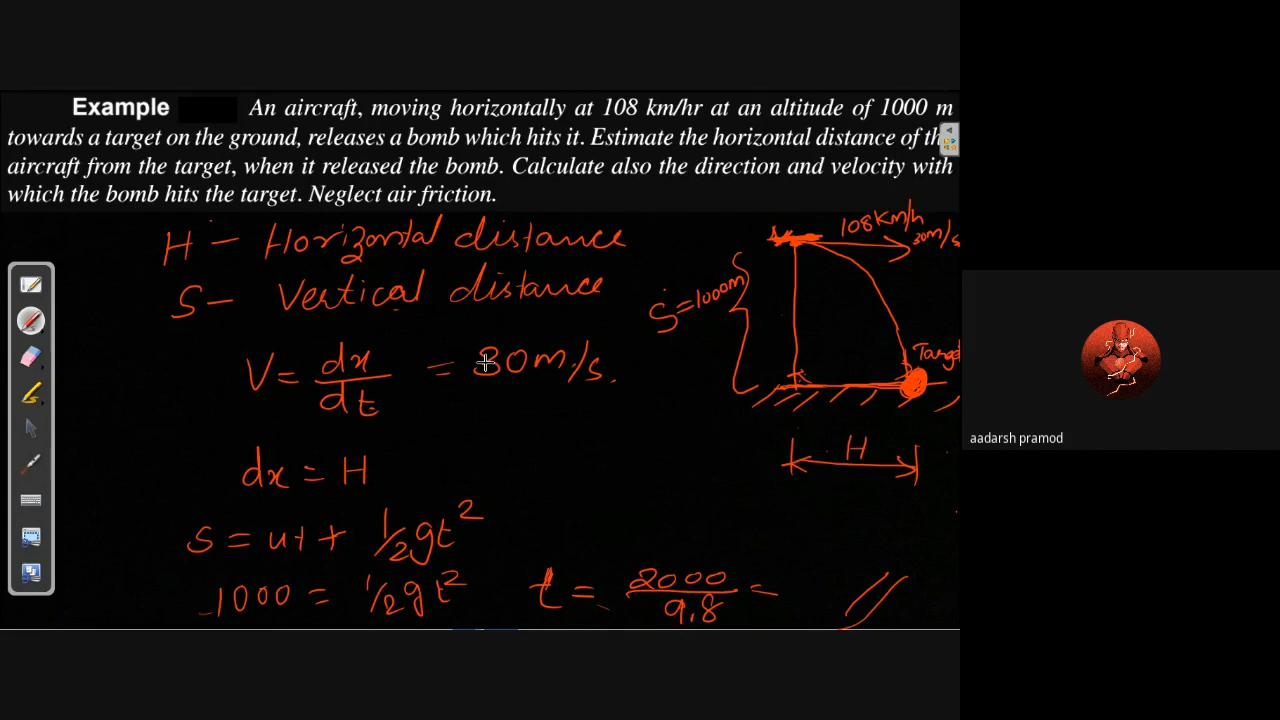 Example An aircraft, moving horizontally at 108 km/hr at an altitude of 1000 m
towards a target on the ground, releases a bomb which hits it. Estimate the horizontal distance of
aircraft from the target, when it released the bomb. Calculate also the direction and velocity with
which the bomb hits the target. Neglect air friction.
H - Horizontal distance
S - Vertical distance
V = dx/dt = 30m/s.
dx = H
S = ut + 1/2gt²
1000 = 1/2gt² t = 2000/9.8 =
108 Km/h
30m/s
S=1000m
H
aadarsh pramod